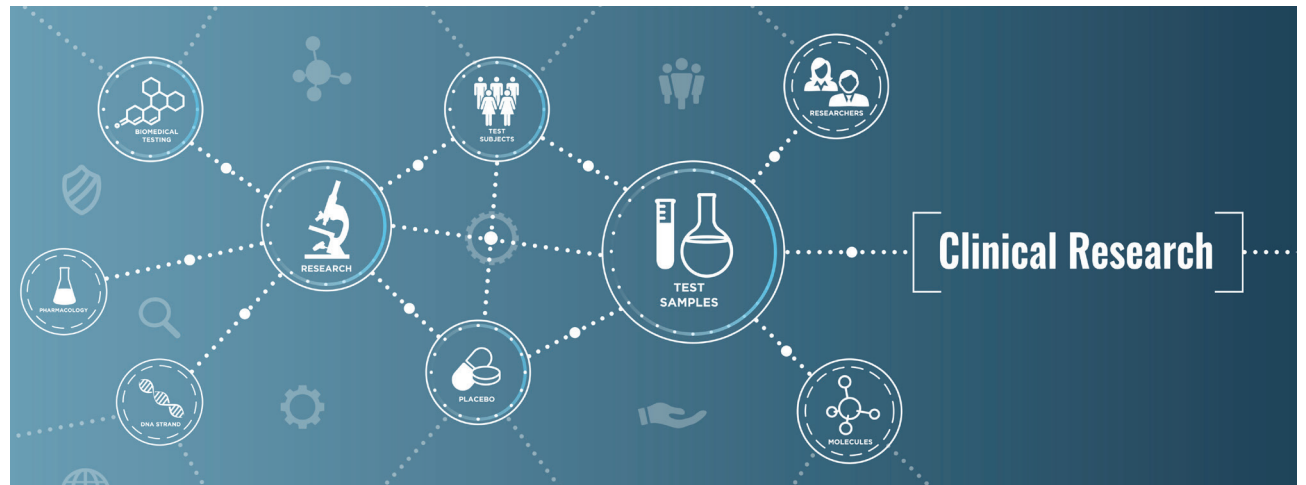 BIOMEDICAL
TESTING
TEST
SUBJECTS
RESEARCHERS
RESEARCH
Clinical Research
PHARMACOLOGY
TEST
SAMPLES
PLACEBO
DNA STRAND
MOLECULES